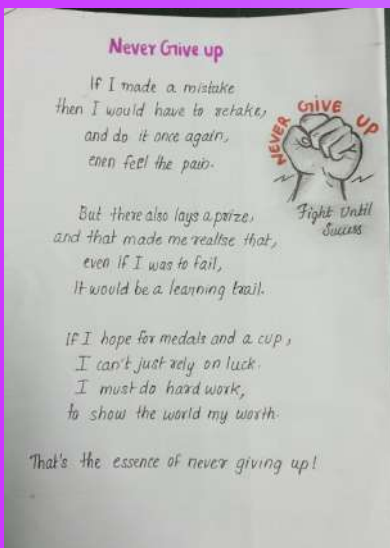 Never Give up
If I made a mistake
then I would have to retake,
and do it once again,
even feel the pain.
NEVER GIVE UP
Fight Until
Success
But there also lays a prize,
and that made me realise that,
even if I was to fail,
It would be a learning trail.
If I hope for medals and a cup,
I can't just rely on luck.
I must do hard work,
to show the world my worth.
That's the essence of never giving up!